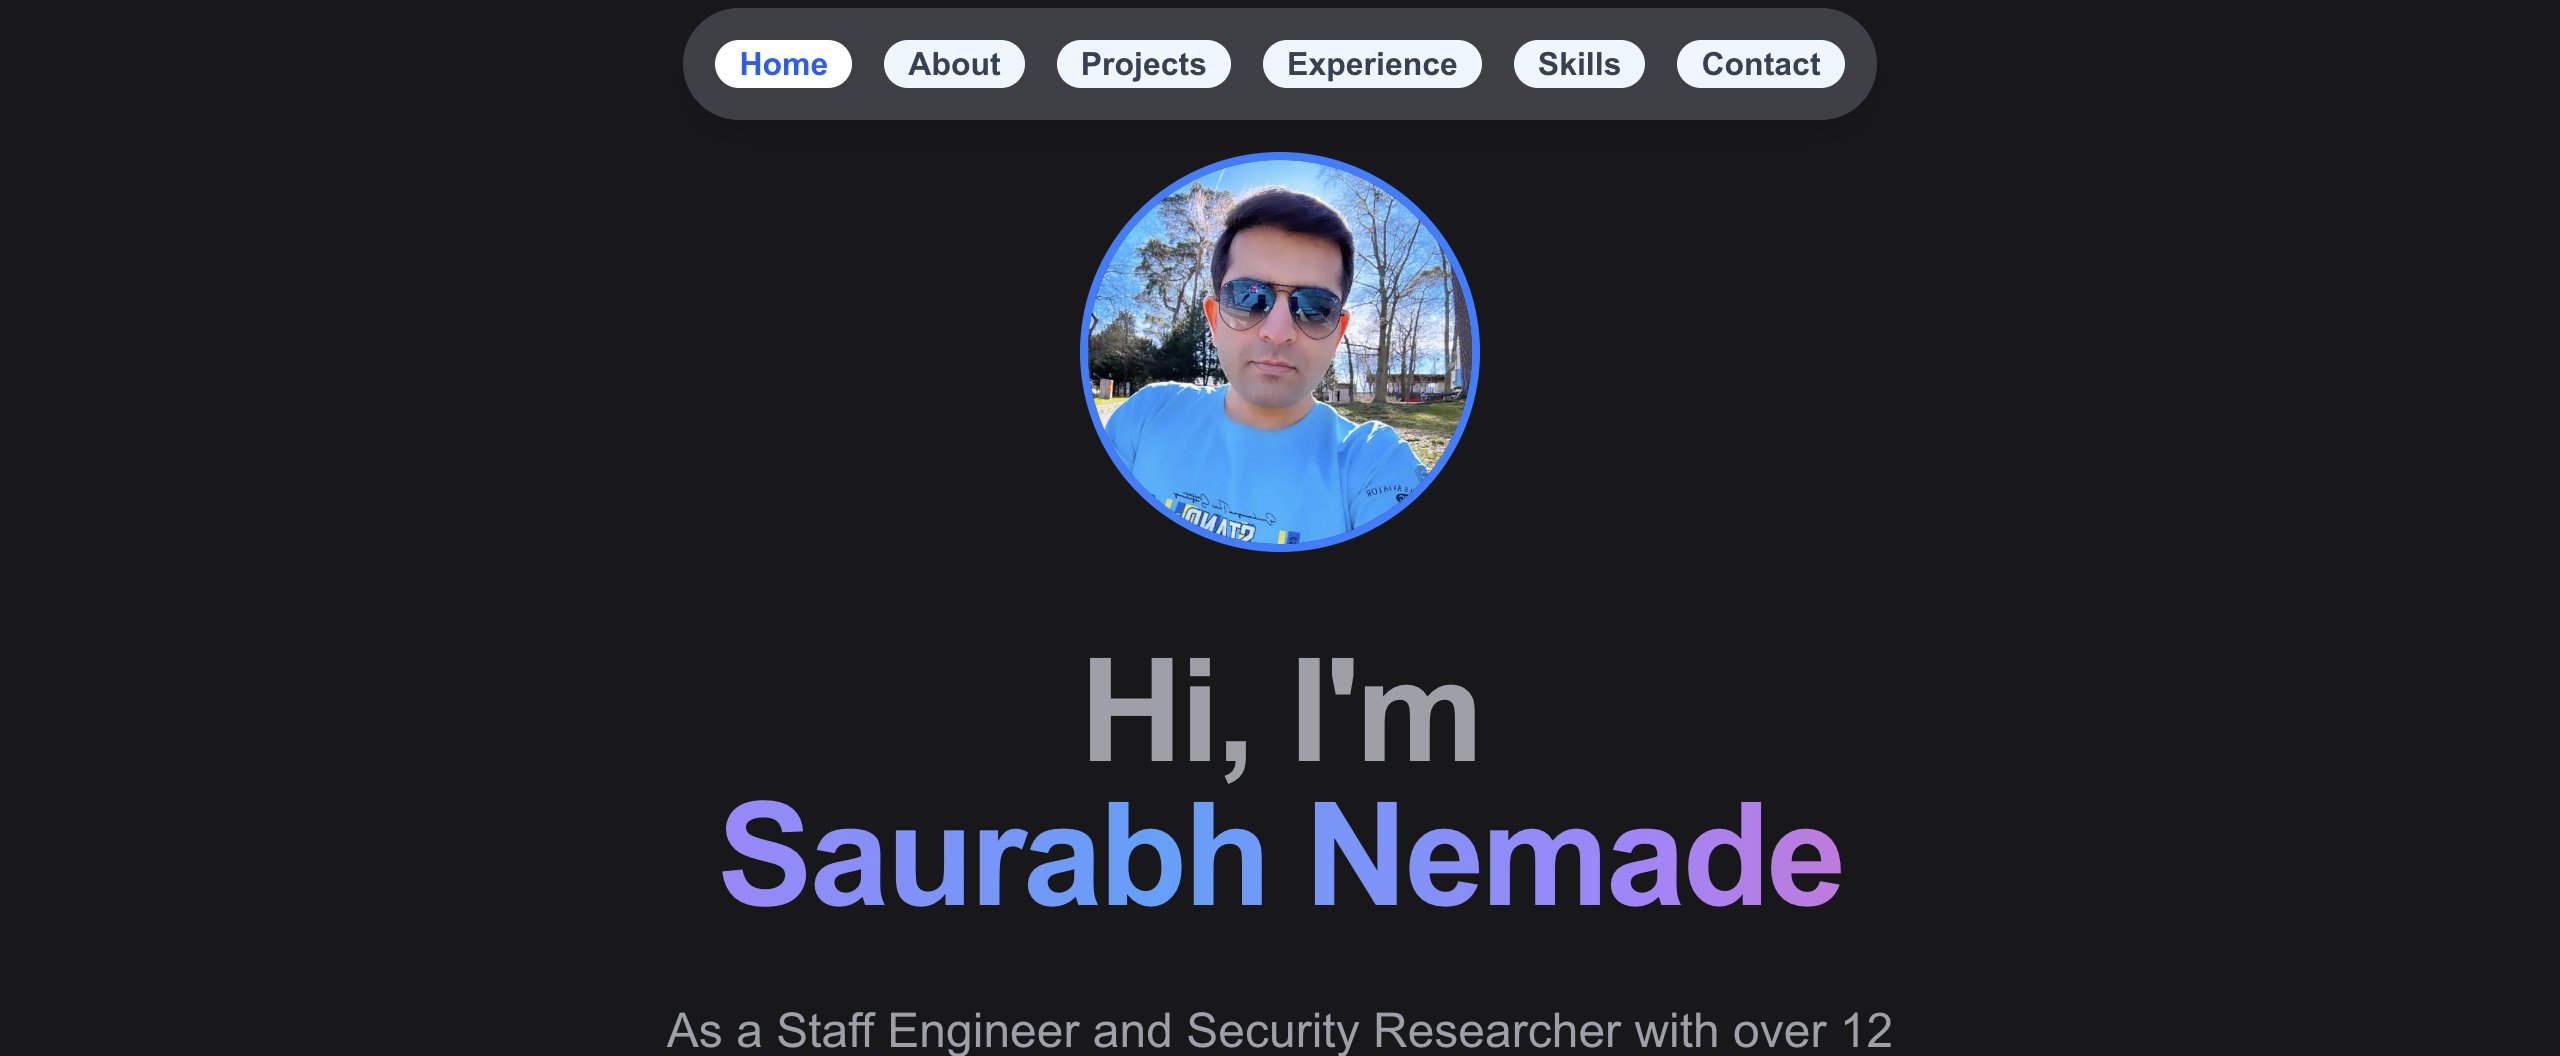 Home About Projects Experience Skills Contact
Hi, I'm
Saurabh Nemade
As a Staff Engineer and Security Researcher with over 12